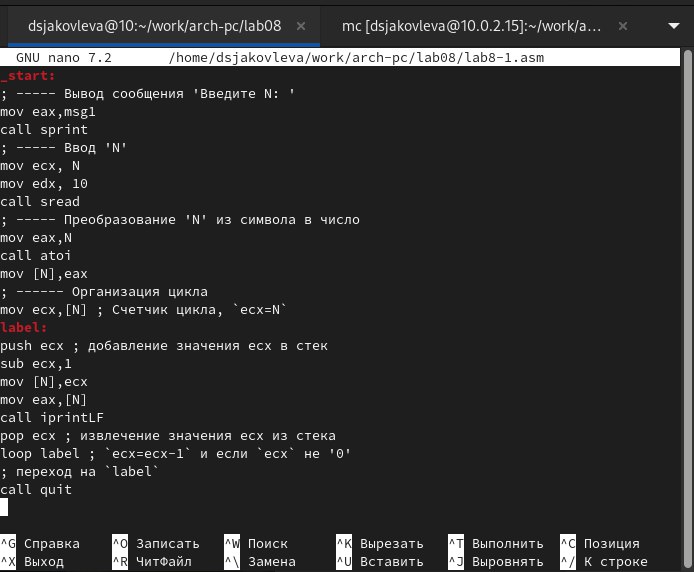 dsjakovleva@10:~/work/arch-pc/lab08 × mc [dsjakovleva@10.0.2.15]:~/work/a... ×
GNU nano 7.2 /home/dsjakovleva/work/arch-pc/lab08/lab8-1.asm
_start:
; ----- Вывод сообщения 'Введите N: '
mov eax,msg1
call sprint
; ----- Ввод 'N'
mov ecx, N
mov edx, 10
call sread
; ----- Преобразование 'N' из символа в число
mov eax,N
call atoi
mov [N],eax
; ------ Организация цикла
mov ecx,[N] ; Счетчик цикла, `ecx=N`
label:
push ecx ; добавление значения ecx в стек
sub ecx,1
mov [N],ecx
mov eax,[N]
call iprintLF
pop ecx ; извлечение значения ecx из стека
loop label ; `ecx=ecx-1` и если `ecx` не '0'
; переход на `label`
call quit
^G Справка ^O Записать ^W Поиск ^K Вырезать ^T Выполнить ^C Позиция
^X Выход ^R ЧитФайл ^\ Замена ^U Вставить ^J Выровнять ^/ К строке